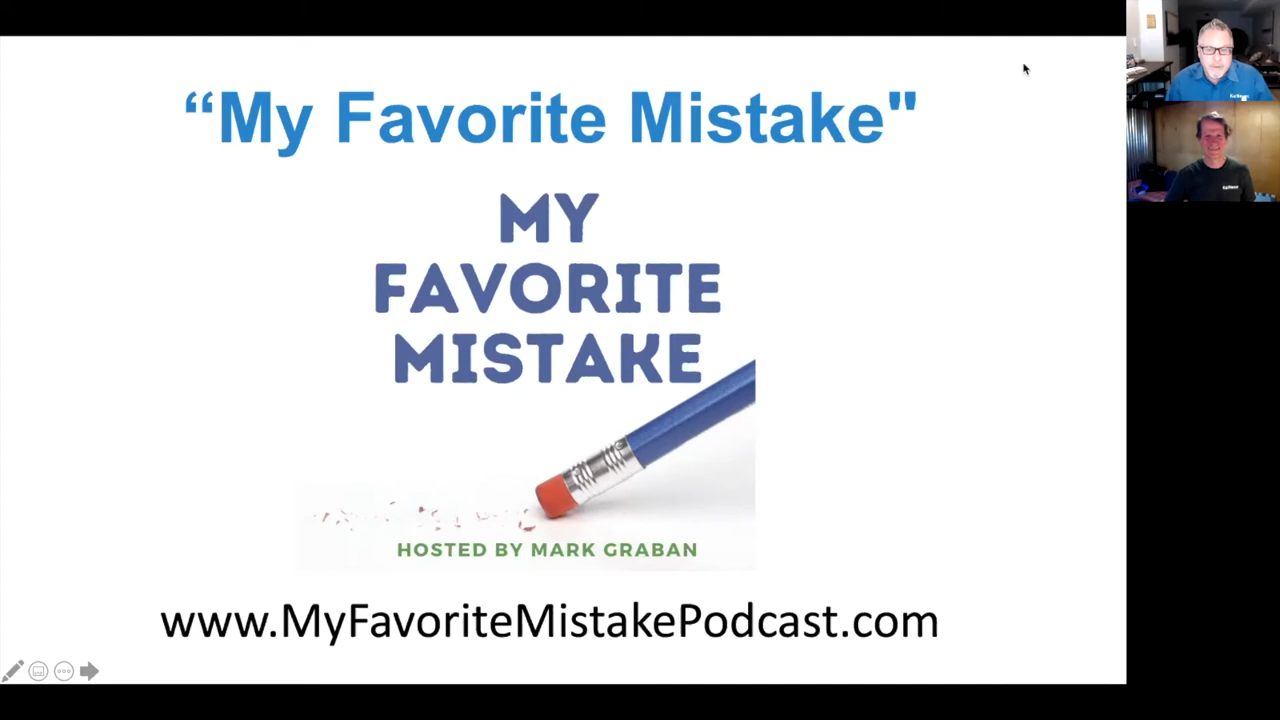 “My Favorite Mistake"
MY
FAVORITE
MISTAKE
HOSTED BY MARK GRABAN
www.MyFavoriteMistakePodcast.com